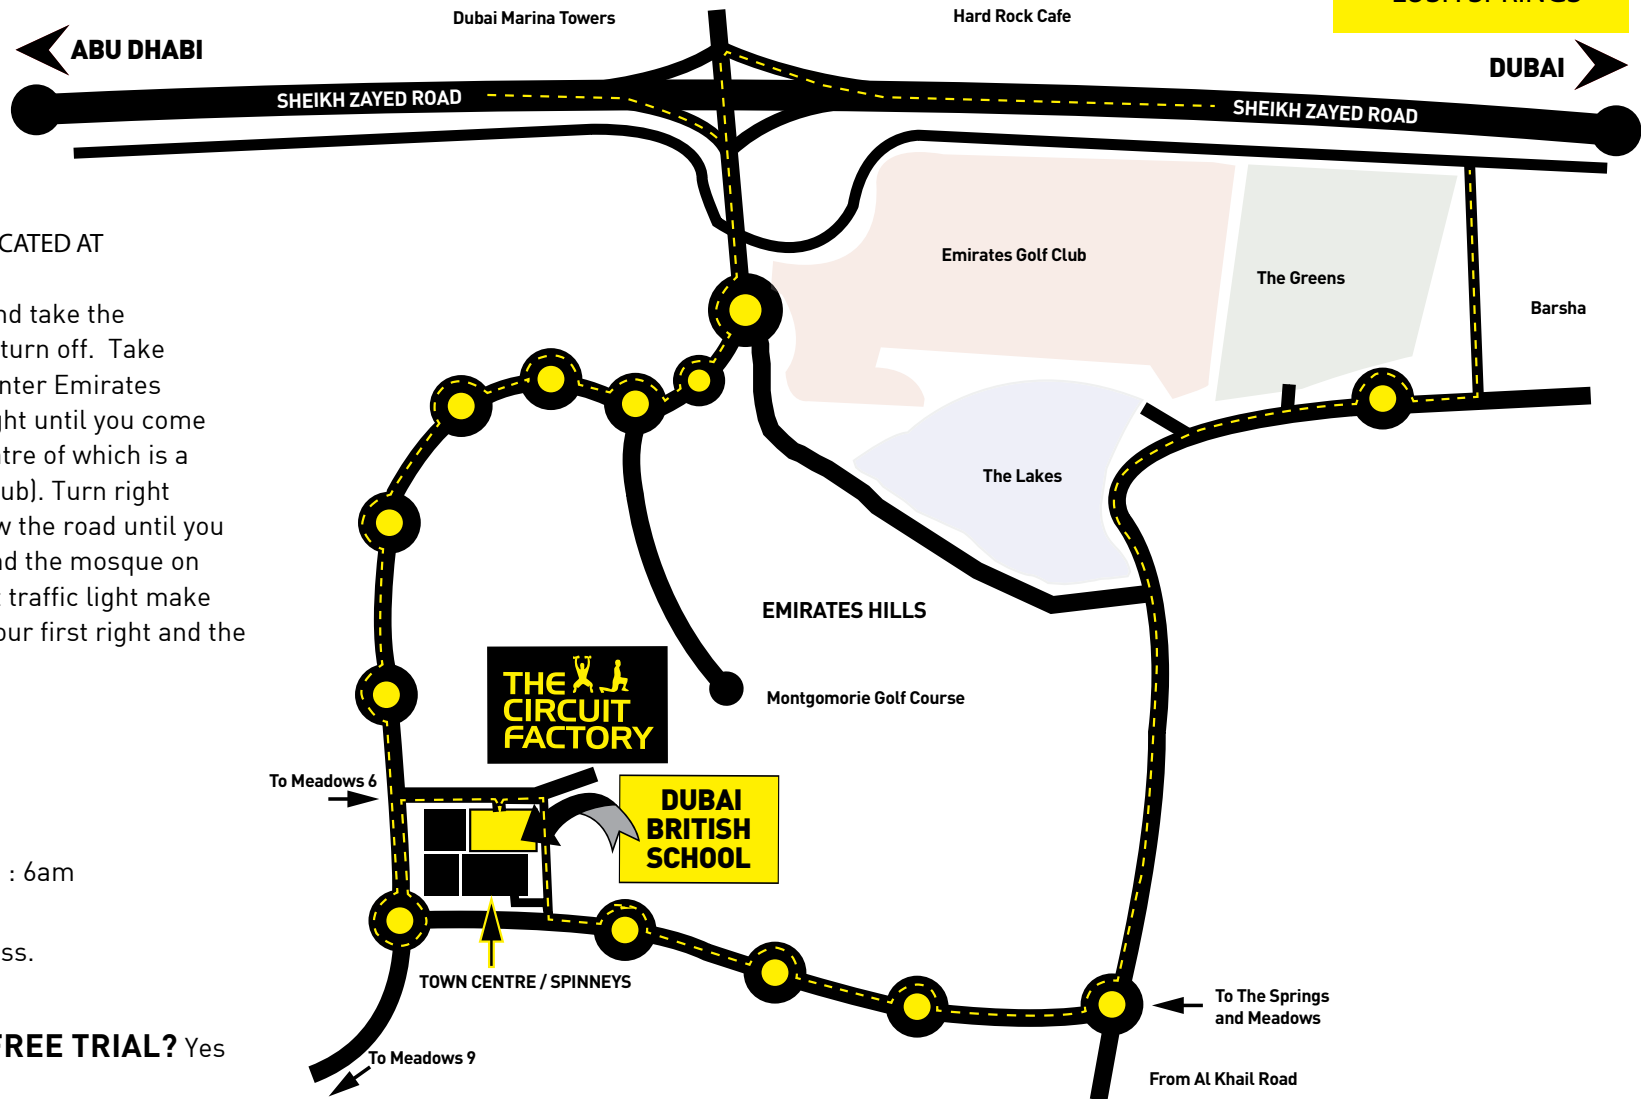 Dubai Marina Towers
Hard Rock Cafe
ABU DHABI
DUBAI
SHEIKH ZAYED ROAD
SHEIKH ZAYED ROAD
CATED AT
nd take the
turn off. Take
nter Emirates
ght until you come
tre of which is a
ub). Turn right
w the road until you
nd the mosque on
t traffic light make
our first right and the
Emirates Golf Club
The Greens
Barsha
The Lakes
EMIRATES HILLS
THE
CIRCUIT
FACTORY
Montgomorie Golf Course
To Meadows 6
DUBAI
BRITISH
SCHOOL
: 6am
ss.
TOWN CENTRE / SPINNEYS
To The Springs
and Meadows
FREE TRIAL? Yes
To Meadows 9
From Al Khail Road